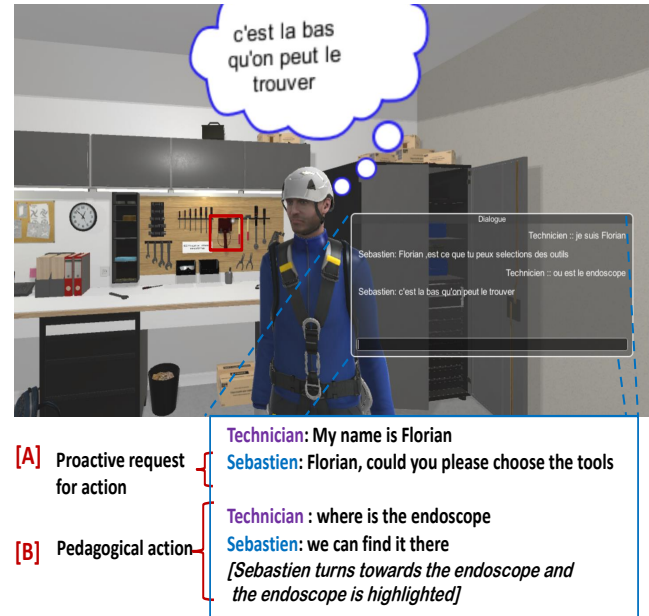 c'est la bas
qu'on peut le
trouver
Dialogue
Technicien :: je suis Florian
Sebastien: Florian ,est ce que tu peux selections des outils
Technicien :: ou est le endoscope
Sebastien: c'est la bas qu'on peut le trouver
[A] Proactive request
for action
Technician: My name is Florian
Sebastien: Florian, could you please choose the tools
[B] Pedagogical action
Technician : where is the endoscope
Sebastien: we can find it there
[Sebastien turns towards the endoscope and
the endoscope is highlighted]